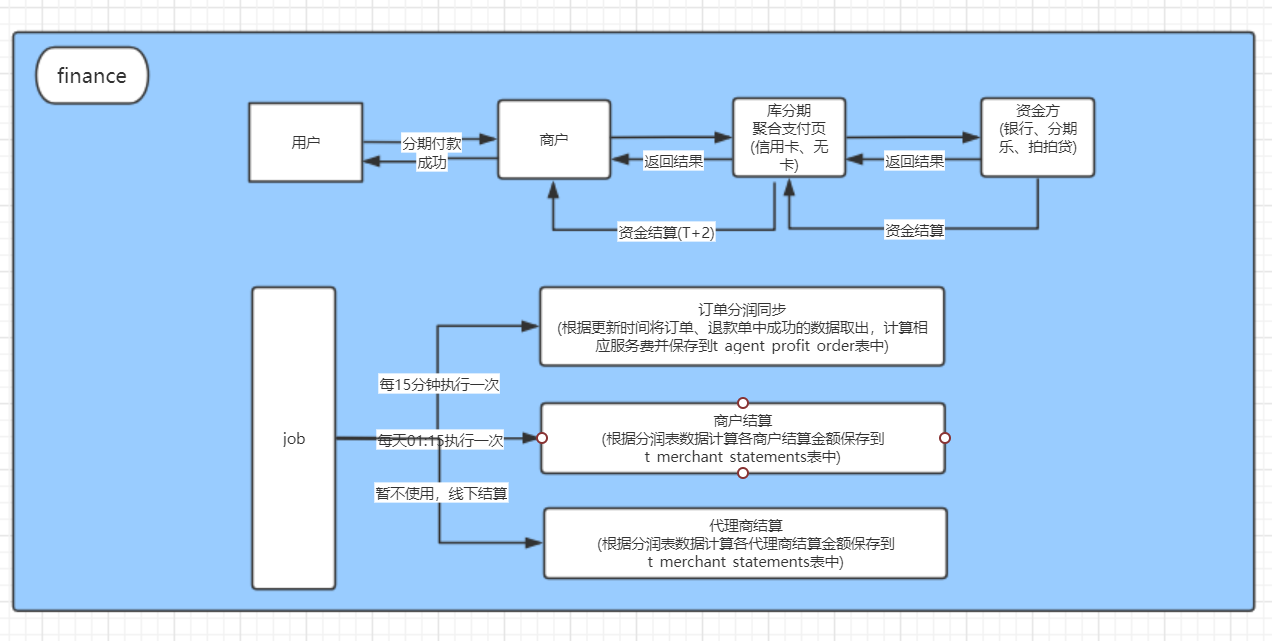 finance
用户
分期付款
成功
商户
返回结果
库分期
聚合支付页
(信用卡、无
卡)
返回结果
资金方
(银行、分期
乐、拍拍贷)
资金结算(T+2)
资金结算
job
每15分钟执行一次
订单分润同步
(根据更新时间将订单、退款单中成功的数据取出，计算相
应服务费并保存到t_agent_profit_order表中)
每天01:15执行一次
商户结算
(根据分润表数据计算各商户结算金额保存到
t_merchant_statements表中)
暂不使用，线下结算
代理商结算
(根据分润表数据计算各代理商结算金额保存到
t_merchant_statements表中)